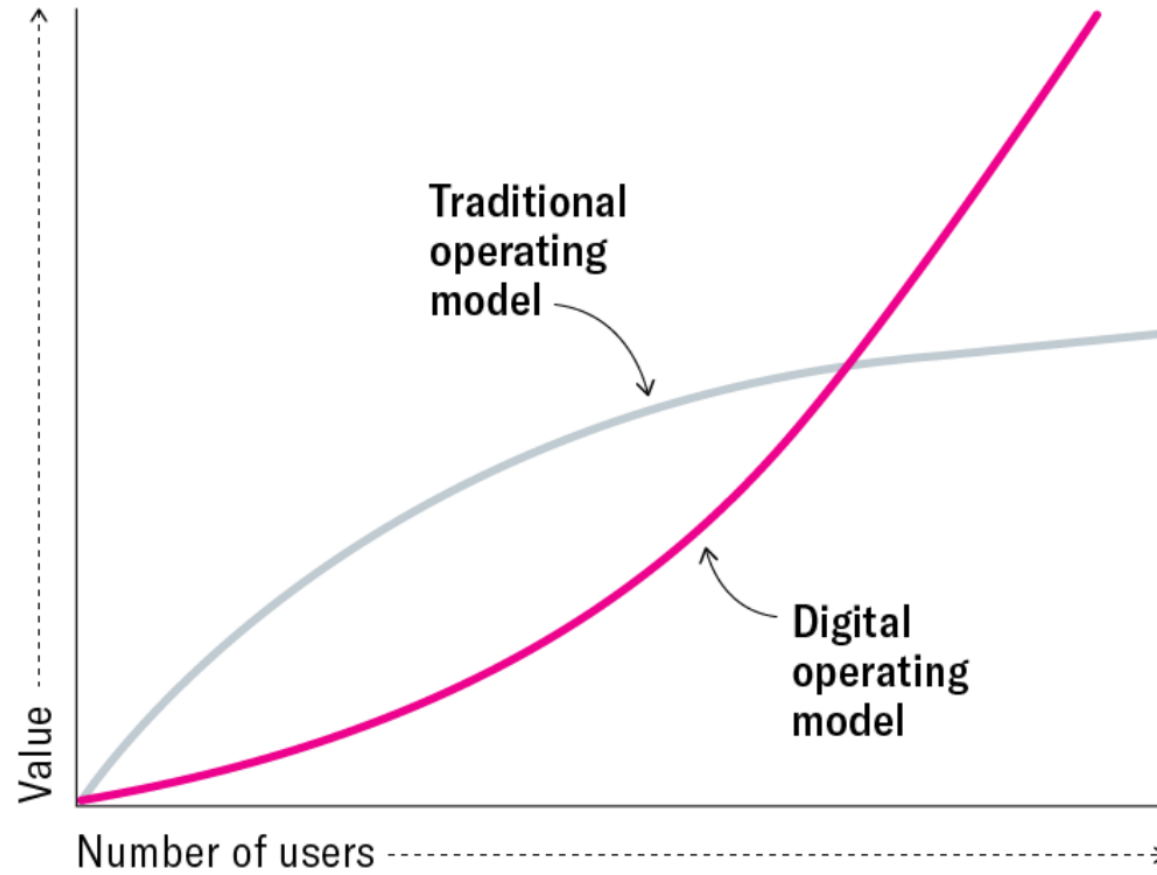 Traditional
operating
model
Digital
operating
model
Value
Number of users